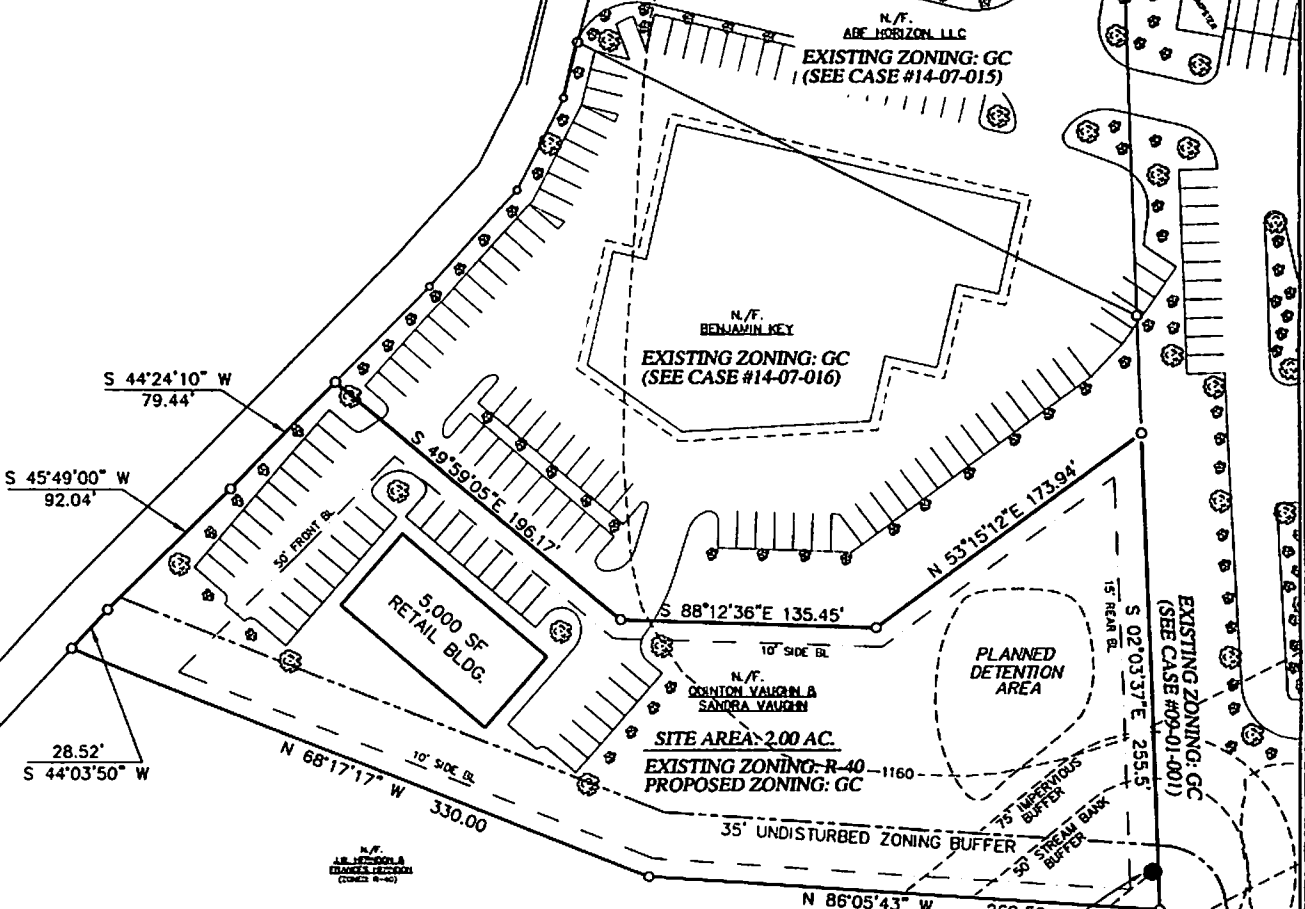 N./F.
ABE HORIZON, LLC
EXISTING ZONING: GC
(SEE CASE #14-07-015)
N./F.
BENJAMIN KEY
EXISTING ZONING: GC
(SEE CASE #14-07-016)
S 44°24'10" W
79.44'
S 45°49'00" W
92.04'
S 49°59'05"E 196.17'
50' FRONT BL
5,000 SF
RETAIL BLDG.
N 53°15'12"E 173.94'
S 88°12'36"E 135.45'
10' SIDE BL
15' REAR BL
S 02°03'37"E 255.5'
EXISTING ZONING: GC
(SEE CASE #09-01-001)
PLANNED
DETENTION
AREA
N./F.
QUINTON VAUGHN &
SANDRA VAUGHN
SITE AREA: 2.00 AC.
EXISTING ZONING: R-40
PROPOSED ZONING: GC
1160
75' IMPERVIOUS
BUFFER
50' STREAM BANK
BUFFER
28.52'
S 44°03'50" W
N 68°17'17" W 330.00
10' SIDE BL
35' UNDISTURBED ZONING BUFFER
N./F.
(ZONED R-40)
N 86°05'43" W